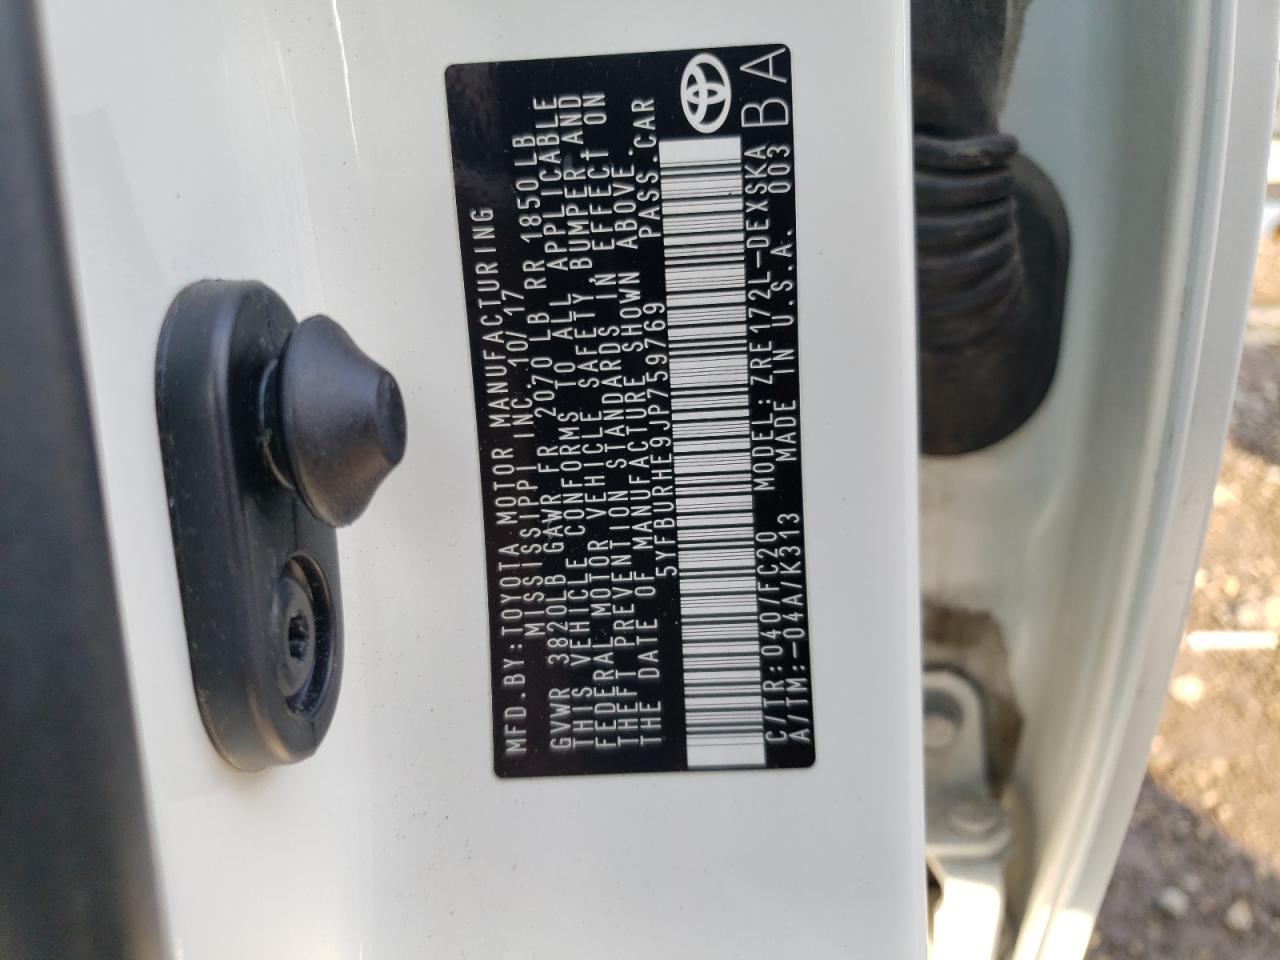 MFD.BY:TOYOTA MOTOR MANUFACTURING
MISSISSIPPI INC. 10/17
GVWR 3820LB GAWR FR 2070 LB RR 1850LB
THIS VEHICLE CONFORMS TO ALL APPLICABLE
FEDERAL MOTOR VEHICLE SAFETY, BUMPER AND
THEFT PREVENTION STANDARDS IN EFFECT ON
THE DATE OF MANUFACTURE SHOWN ABOVE.
5YFBURHE9JP759769 PASS.CAR
C/TR:040/FC20 MODEL:ZRE172L-DEXSKA
A/TM:-04A/K313 MADE IN U.S.A. 003
BA